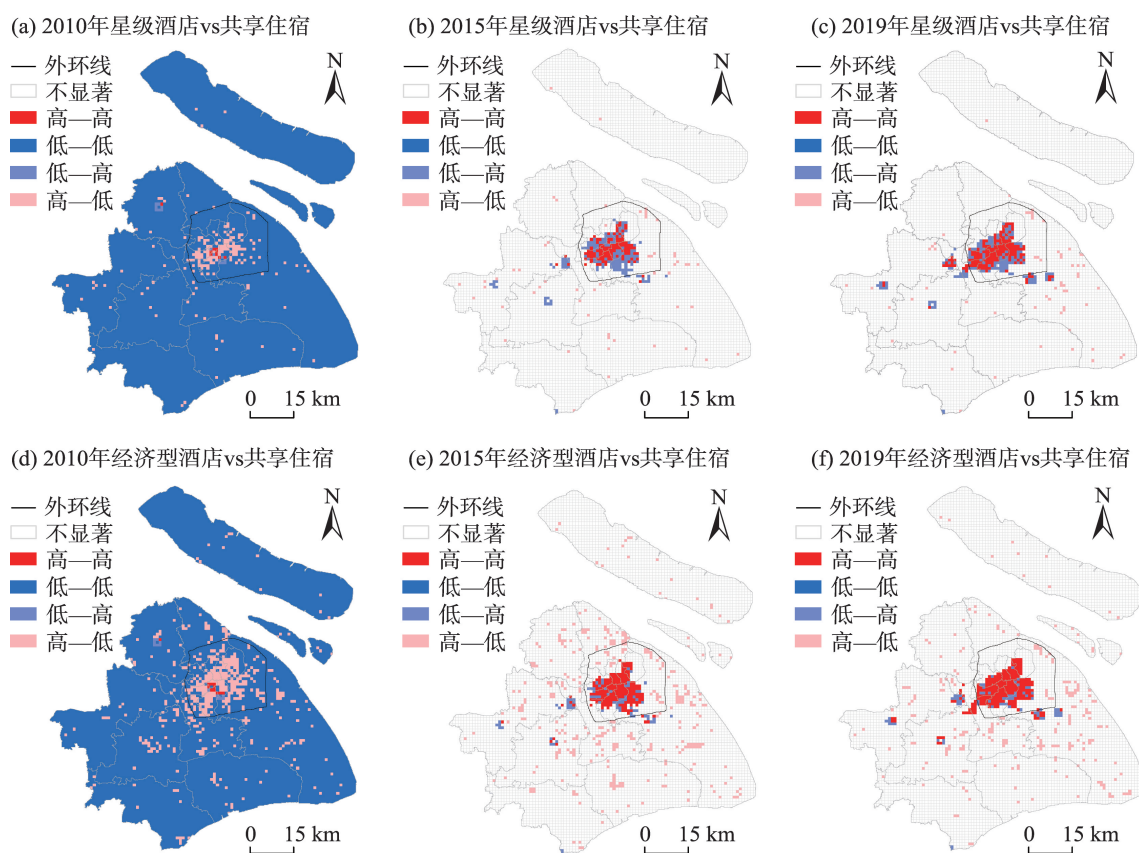 (a) 2010年星级酒店vs共享住宿
N
外环线
不显著
高—高
低—低
低—高
高—低
0 15 km
(b) 2015年星级酒店vs共享住宿
N
外环线
不显著
高—高
低—低
低—高
高—低
0 15 km
(c) 2019年星级酒店vs共享住宿
N
外环线
不显著
高—高
低—低
低—高
高—低
0 15 km
(d) 2010年经济型酒店vs共享住宿
N
外环线
不显著
高—高
低—低
低—高
高—低
0 15 km
(e) 2015年经济型酒店vs共享住宿
N
外环线
不显著
高—高
低—低
低—高
高—低
0 15 km
(f) 2019年经济型酒店vs共享住宿
N
外环线
不显著
高—高
低—低
低—高
高—低
0 15 km